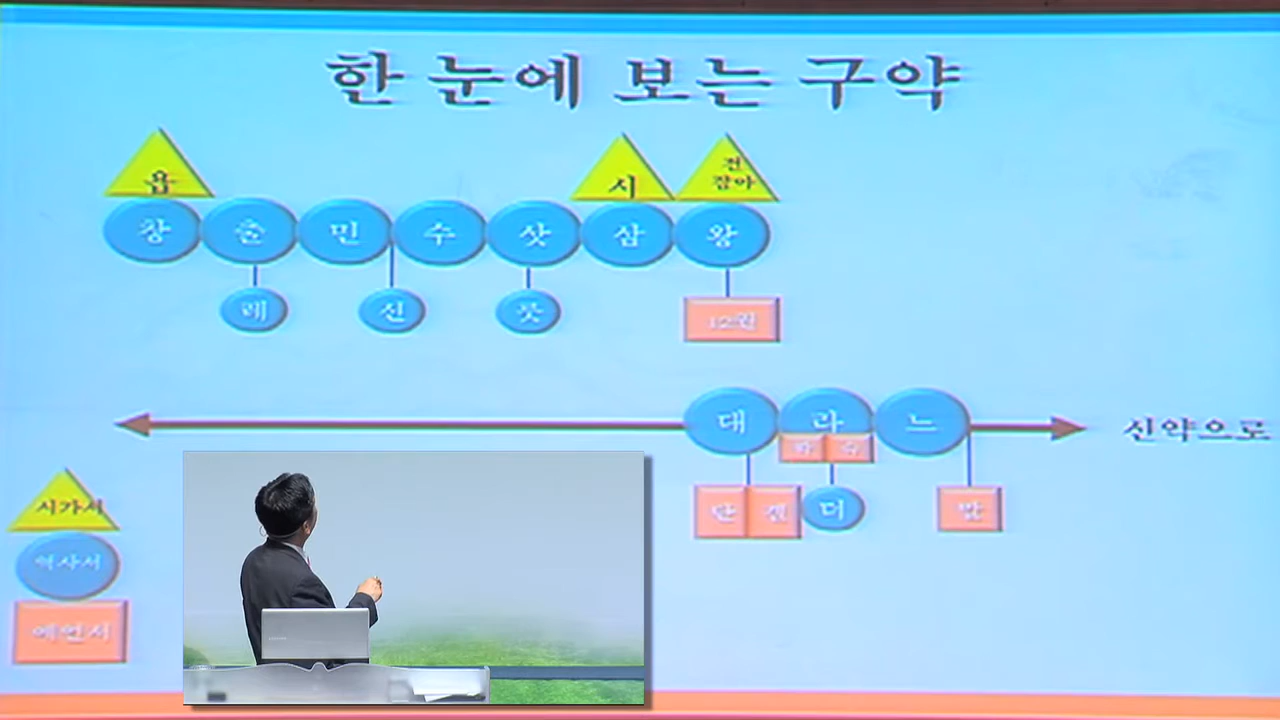 한 눈에 보는 구약
욥
시
전
잠아
창 출 민 수 삿 삼 왕
레 신 룻
12권
대 라 느
신약으로
학 슥
단 겔 더 말
시가서
역사서
예언서